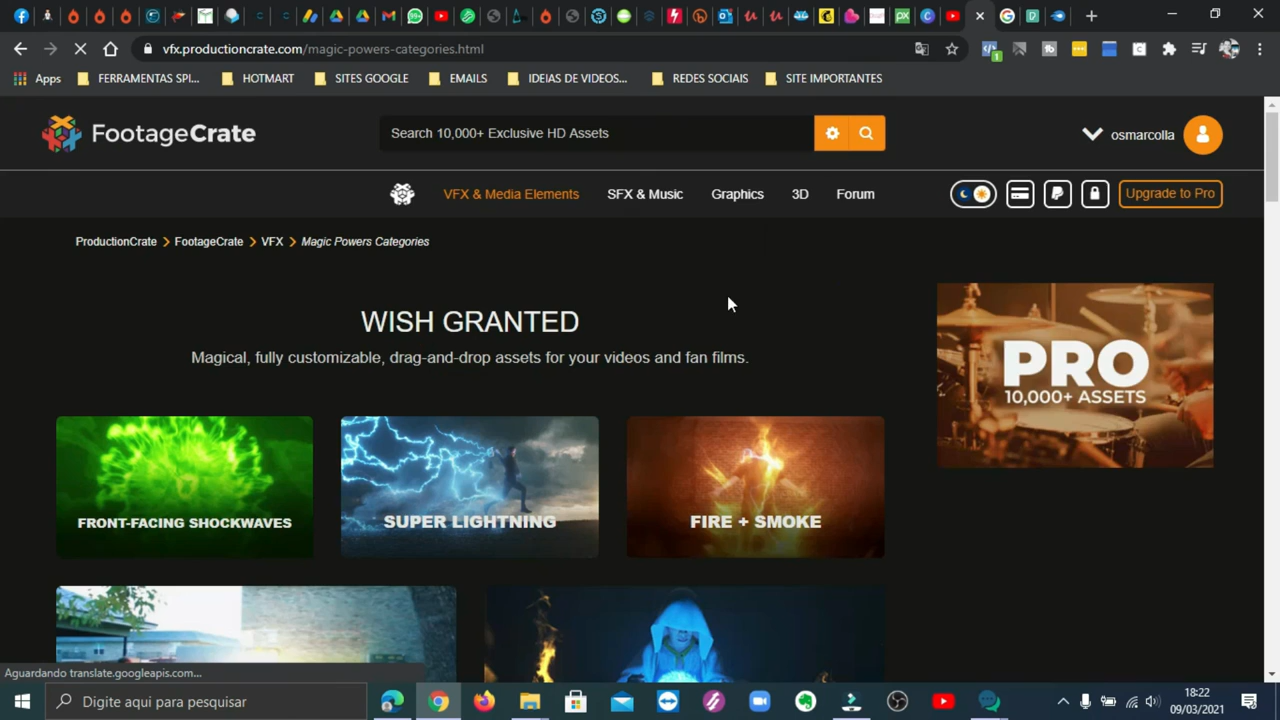 vfx.productioncrate.com/magic-powers-categories.html
Apps
FERRAMENTAS SPI...
HOTMART
SITES GOOGLE
EMAILS
IDEIAS DE VIDEOS...
REDES SOCIAIS
SITE IMPORTANTES
FootageCrate
Search 10,000+ Exclusive HD Assets
osmarcolla
VFX & Media Elements
SFX & Music
Graphics
3D
Forum
Upgrade to Pro
ProductionCrate
FootageCrate
VFX
Magic Powers Categories
WISH GRANTED
Magical, fully customizable, drag-and-drop assets for your videos and fan films.
PRO
10,000+ ASSETS
FRONT-FACING SHOCKWAVES
SUPER LIGHTNING
FIRE + SMOKE
Aguardando translate.googleapis.com...
Digite aqui para pesquisar
18:22
09/03/2021